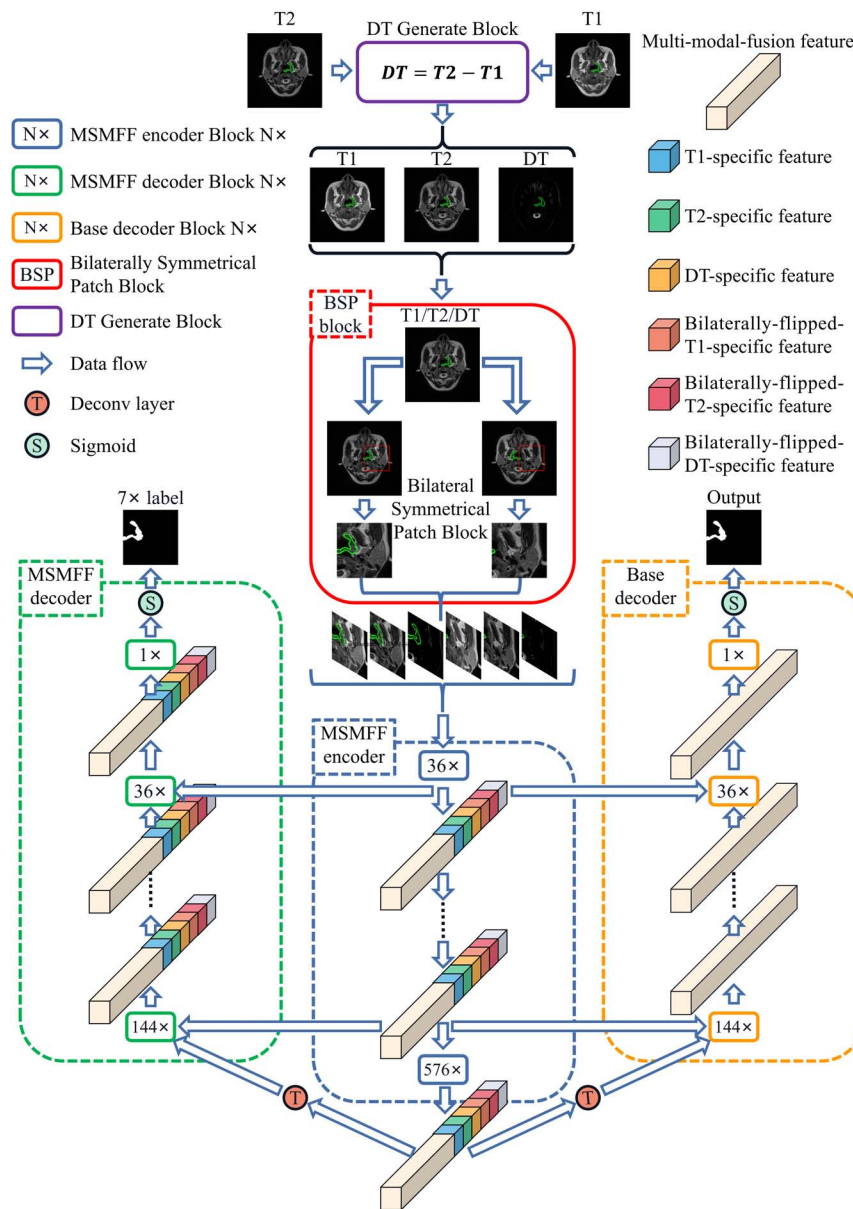 T2
DT Generate Block
T1
DT = T2 − T1
Multi-modal-fusion feature
N× MSMFF encoder Block N×
N× MSMFF decoder Block N×
N× Base decoder Block N×
BSP Bilaterally Symmetrical
Patch Block
DT Generate Block
Data flow
T Deconv layer
S Sigmoid
T1
T2
DT
T1-specific feature
T2-specific feature
DT-specific feature
Bilaterally-flipped-
T1-specific feature
Bilaterally-flipped-
T2-specific feature
Bilaterally-flipped-
DT-specific feature
BSP
block
T1/T2/DT
Bilateral
Symmetrical
Patch Block
7× label
MSMFF
decoder
S
1×
36×
144×
MSMFF
encoder
36×
576×
Output
Base
decoder
S
1×
36×
144×
T
T